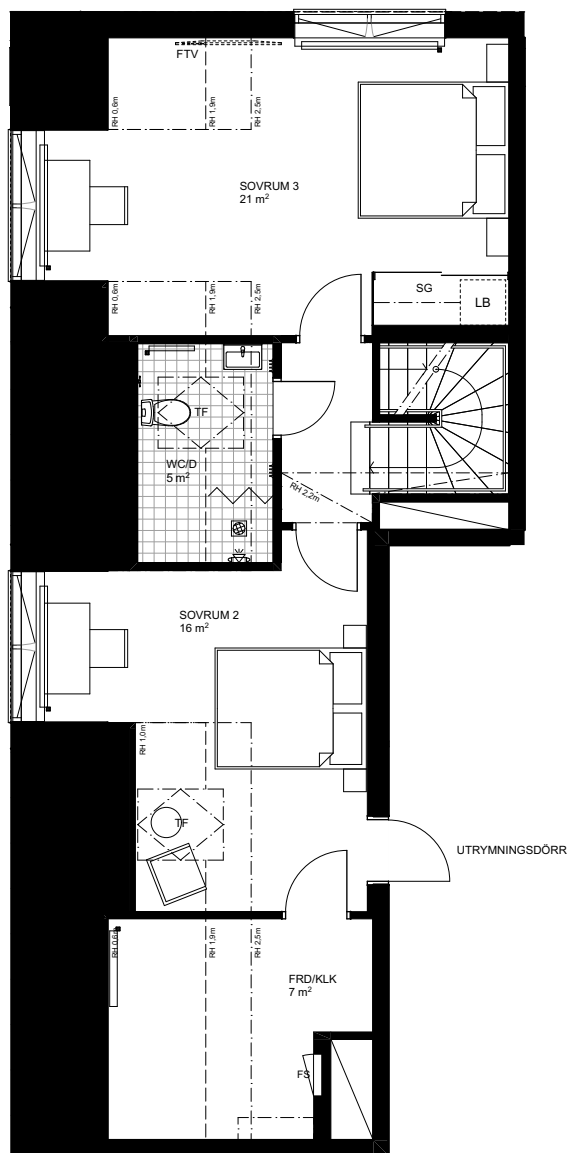 FTV
RH 0,6m
RH 1,9m
RH 2,5m
SOVRUM 3
21 m²
RH 0,6m
RH 1,9m
RH 2,5m
SG
LB
TF
WC/D
5 m²
RH 2,2m
SOVRUM 2
16 m²
RH 1,0m
TF
UTRYMNINGSDÖRR
RH 0,6m
RH 1,9m
RH 2,5m
FRD/KLK
7 m²
FS